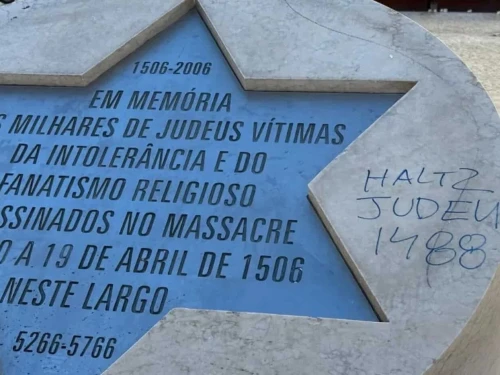 1506-2006
EM MEMÓRIA
MILHARES DE JUDEUS VÍTIMAS
DA INTOLERÂNCIA E DO
FANATISMO RELIGIOSO
SSINADOS NO MASSACRE
O A 19 DE ABRIL DE 1506
NESTE LARGO
5266-5766
HALTZ
JUDEU
1488